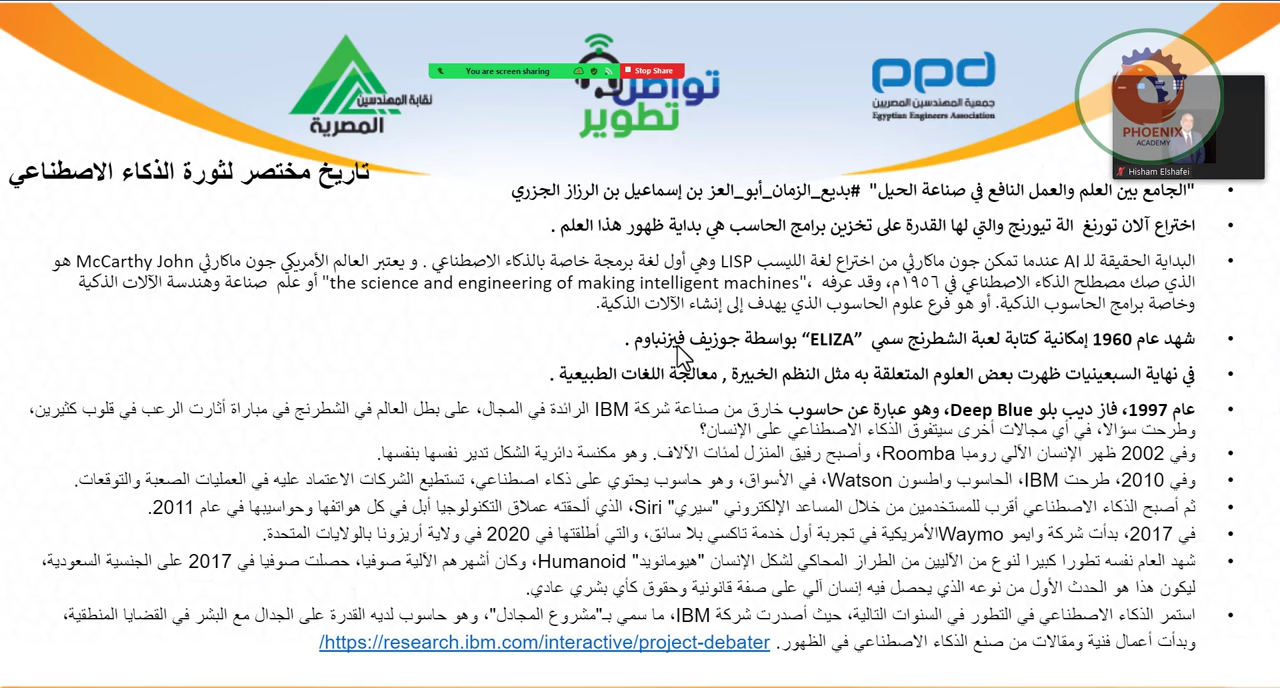 You are screen sharing
Stop Share
نقابة المهندسين
المصرية
تواصل
تطوير
ppd
جمعية المهندسين المصريين
Egyptian Engineers Association
PHOENIX
ACADEMY
Hisham Elshafei
تاريخ مختصر لثورة الذكاء الاصطناعي
• "الجامع بين العلم والعمل النافع في صناعة الحيل" #بديع_الزمان_أبو_العز بن إسماعيل بن الرزاز الجزري
• اختراع آلان تورنغ الة تيورنج والتي لها القدرة على تخزين برامج الحاسب هي بداية ظهور هذا العلم .
• البداية الحقيقة للـ AI عندما تمكن جون ماكارثي من اختراع لغة الليسب LISP وهي أول لغة برمجة خاصة بالذكاء الاصطناعي . و يعتبر العالم الأمريكي جون ماكارثي McCarthy John هو
الذي صك مصطلح الذكاء الاصطناعي في ١٩٥٦م، وقد عرفه "the science and engineering of making intelligent machines"، أو علم صناعة وهندسة الآلات الذكية
وخاصة برامج الحاسوب الذكية. أو هو فرع علوم الحاسوب الذي يهدف إلى إنشاء الآلات الذكية.
• شهد عام 1960 إمكانية كتابة لعبة الشطرنج سمي “ELIZA” بواسطة جوزيف فيزنباوم .
• في نهاية السبعينيات ظهرت بعض العلوم المتعلقة به مثل النظم الخبيرة , معالجة اللغات الطبيعية .
• عام 1997، فاز ديب بلو Deep Blue، وهو عبارة عن حاسوب خارق من صناعة شركة IBM الرائدة في المجال، على بطل العالم في الشطرنج في مباراة أثارت الرعب في قلوب كثيرين،
وطرحت سؤالا، في أي مجالات أخرى سيتفوق الذكاء الاصطناعي على الإنسان؟
• وفي 2002 ظهر الإنسان الآلي رومبا Roomba، وأصبح رفيق المنزل لمئات الآلاف. وهو مكنسة دائرية الشكل تدير نفسها بنفسها.
• وفي 2010، طرحت IBM، الحاسوب واطسون Watson، في الأسواق، وهو حاسوب يحتوي على ذكاء اصطناعي، تستطيع الشركات الاعتماد عليه في العمليات الصعبة والتوقعات.
• ثم أصبح الذكاء الاصطناعي أقرب للمستخدمين من خلال المساعد الإلكتروني "سيري" Siri، الذي ألحقته عملاق التكنولوجيا أبل في كل هواتفها وحواسيبها في عام 2011.
• في 2017، بدأت شركة وايمو Waymoالأمريكية في تجربة أول خدمة تاكسي بلا سائق، والتي أطلقتها في 2020 في ولاية أريزونا بالولايات المتحدة.
• شهد العام نفسه تطورا كبيرا لنوع من الآليين من الطراز المحاكي لشكل الإنسان "هيومانويد" Humanoid، وكان أشهرهم الآلية صوفيا، حصلت صوفيا في 2017 على الجنسية السعودية،
ليكون هذا هو الحدث الأول من نوعه الذي يحصل فيه إنسان آلي على صفة قانونية وحقوق كأي بشري عادي.
• استمر الذكاء الاصطناعي في التطور في السنوات التالية، حيث أصدرت شركة IBM، ما سمي بـ"مشروع المجادل"، وهو حاسوب لديه القدرة على الجدال مع البشر في القضايا المنطقية،
وبدأت أعمال فنية ومقالات من صنع الذكاء الاصطناعي في الظهور. https://research.ibm.com/interactive/project-debater/